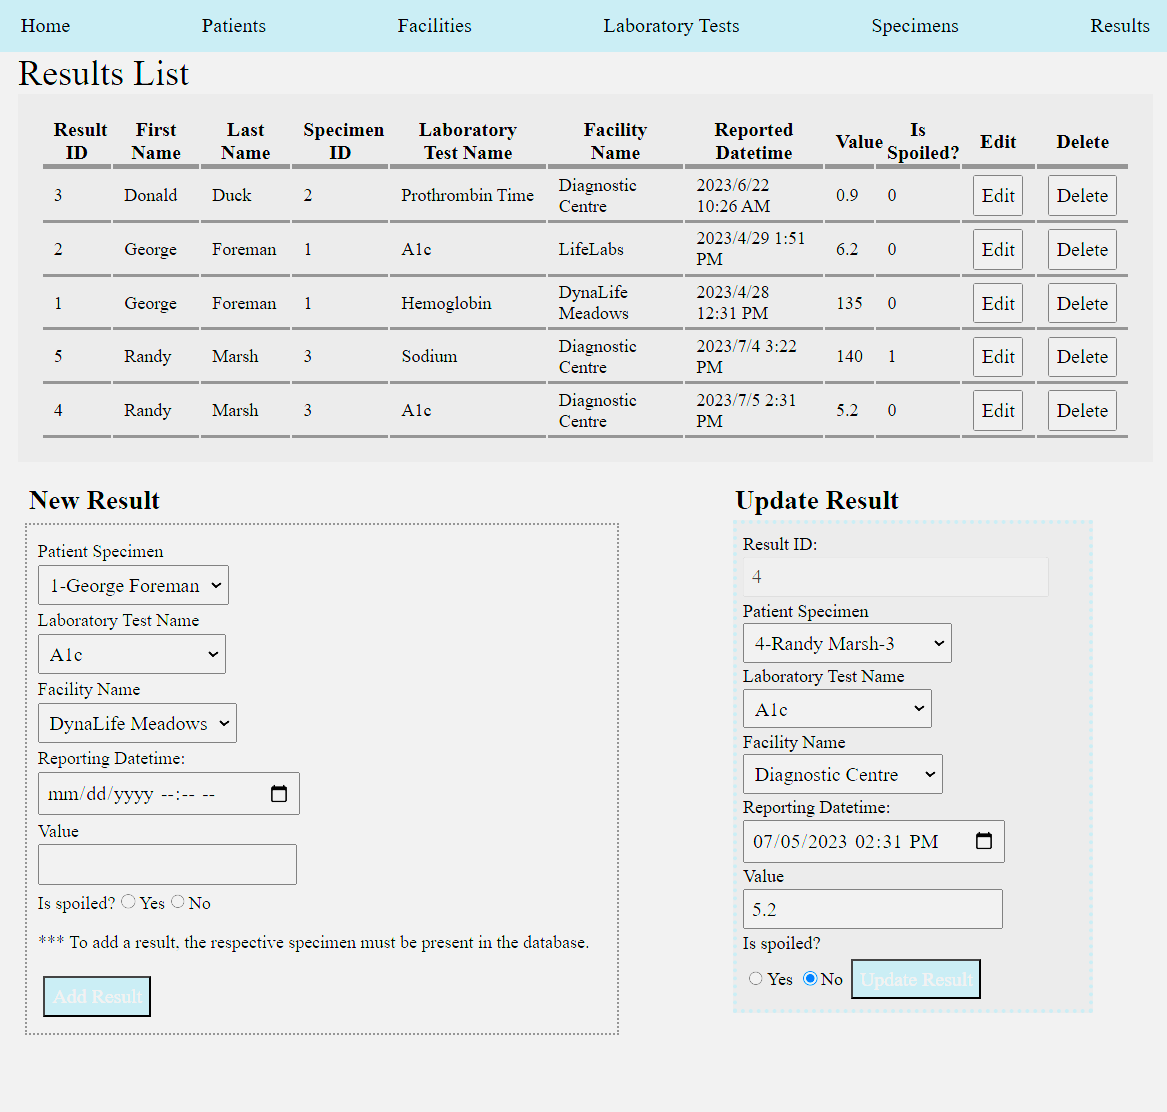 Home Patients Facilities Laboratory Tests Specimens Results
Results List
Result ID First Name Last Name Specimen ID Laboratory Test Name Facility Name Reported Datetime Value Is Spoiled? Edit Delete
3 Donald Duck 2 Prothrombin Time Diagnostic Centre 2023/6/22 10:26 AM 0.9 0 Edit Delete
2 George Foreman 1 A1c LifeLabs 2023/4/29 1:51 PM 6.2 0 Edit Delete
1 George Foreman 1 Hemoglobin DynaLife Meadows 2023/4/28 12:31 PM 135 0 Edit Delete
5 Randy Marsh 3 Sodium Diagnostic Centre 2023/7/4 3:22 PM 140 1 Edit Delete
4 Randy Marsh 3 A1c Diagnostic Centre 2023/7/5 2:31 PM 5.2 0 Edit Delete
New Result
Patient Specimen
1-George Foreman
Laboratory Test Name
A1c
Facility Name
DynaLife Meadows
Reporting Datetime:
mm/dd/yyyy --:-- --
Value
Is spoiled? Yes No
*** To add a result, the respective specimen must be present in the database.
Add Result
Update Result
Result ID:
4
Patient Specimen
4-Randy Marsh-3
Laboratory Test Name
A1c
Facility Name
Diagnostic Centre
Reporting Datetime:
07/05/2023 02:31 PM
Value
5.2
Is spoiled?
Yes No Update Result